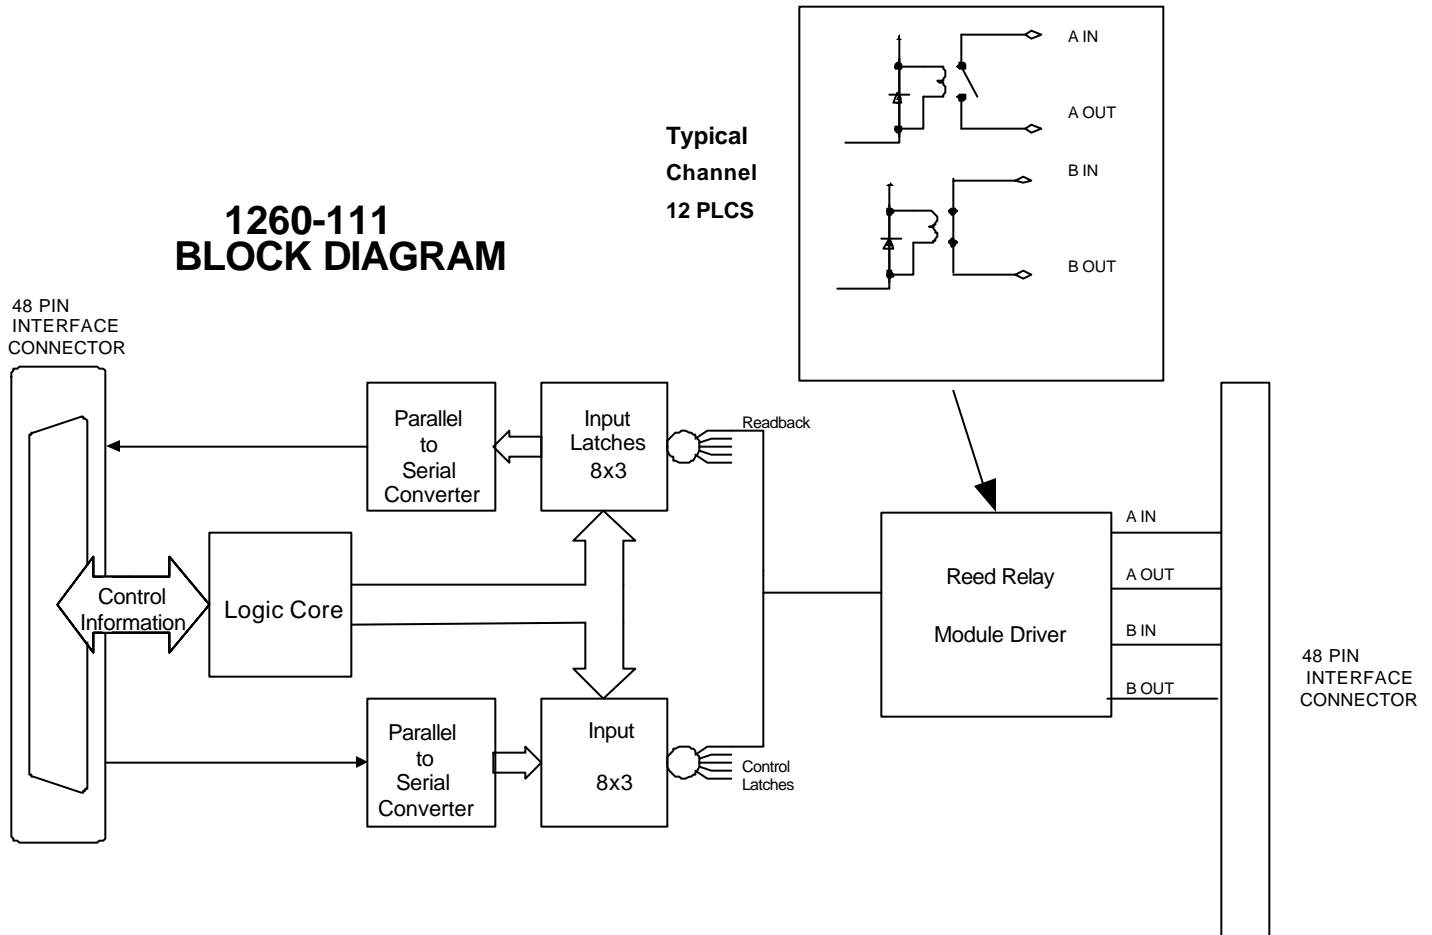 A IN
A OUT
B IN
B OUT
Typical
Channel
12 PLCS
1260-111
BLOCK DIAGRAM
48 PIN
INTERFACE
CONNECTOR
Parallel
to
Serial
Converter
Input
Latches
8x3
Readback
Control
Information
Logic Core
Reed Relay
Module Driver
A IN
A OUT
B IN
B OUT
48 PIN
INTERFACE
CONNECTOR
Parallel
to
Serial
Converter
Input
8x3
Control
Latches